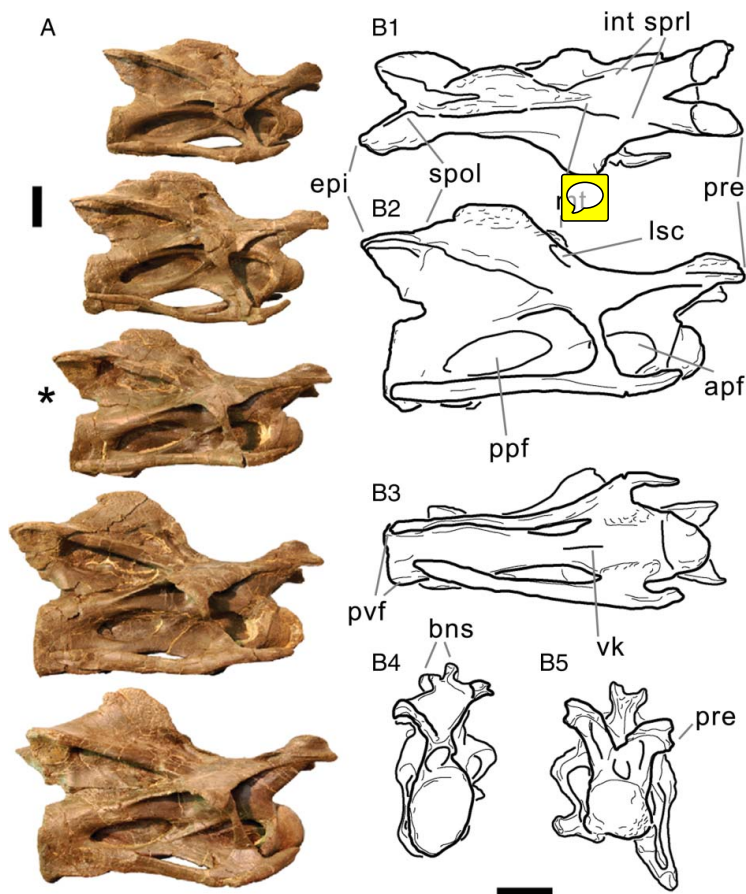 A
B1
int sprl
epi
spol
pre
B2
lsc
*
apf
ppf
B3
pvf
vk
bns
B4
B5
pre